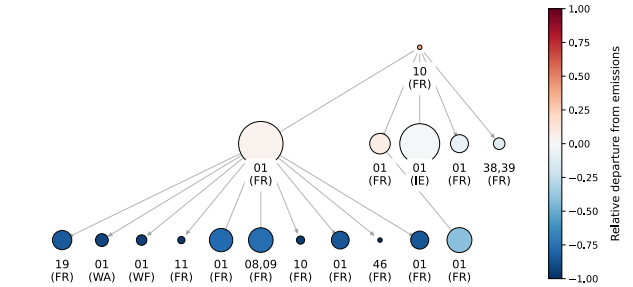 10
(FR)
01
(FR)
01
(FR)
01
(IE)
01
(FR)
38,39
(FR)
19
(FR)
01
(WA)
01
(WF)
11
(FR)
01
(FR)
08,09
(FR)
10
(FR)
01
(FR)
46
(FR)
01
(FR)
01
(FR)
1.00
0.75
0.50
0.25
0.00
−0.25
−0.50
−0.75
−1.00
Relative departure from emissions